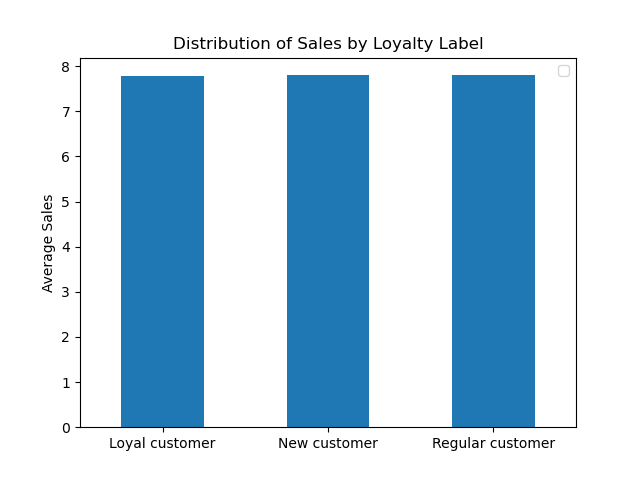 Distribution of Sales by Loyalty Label
8
7
6
5
4
3
2
1
0
Average Sales
Loyal customer
New customer
Regular customer